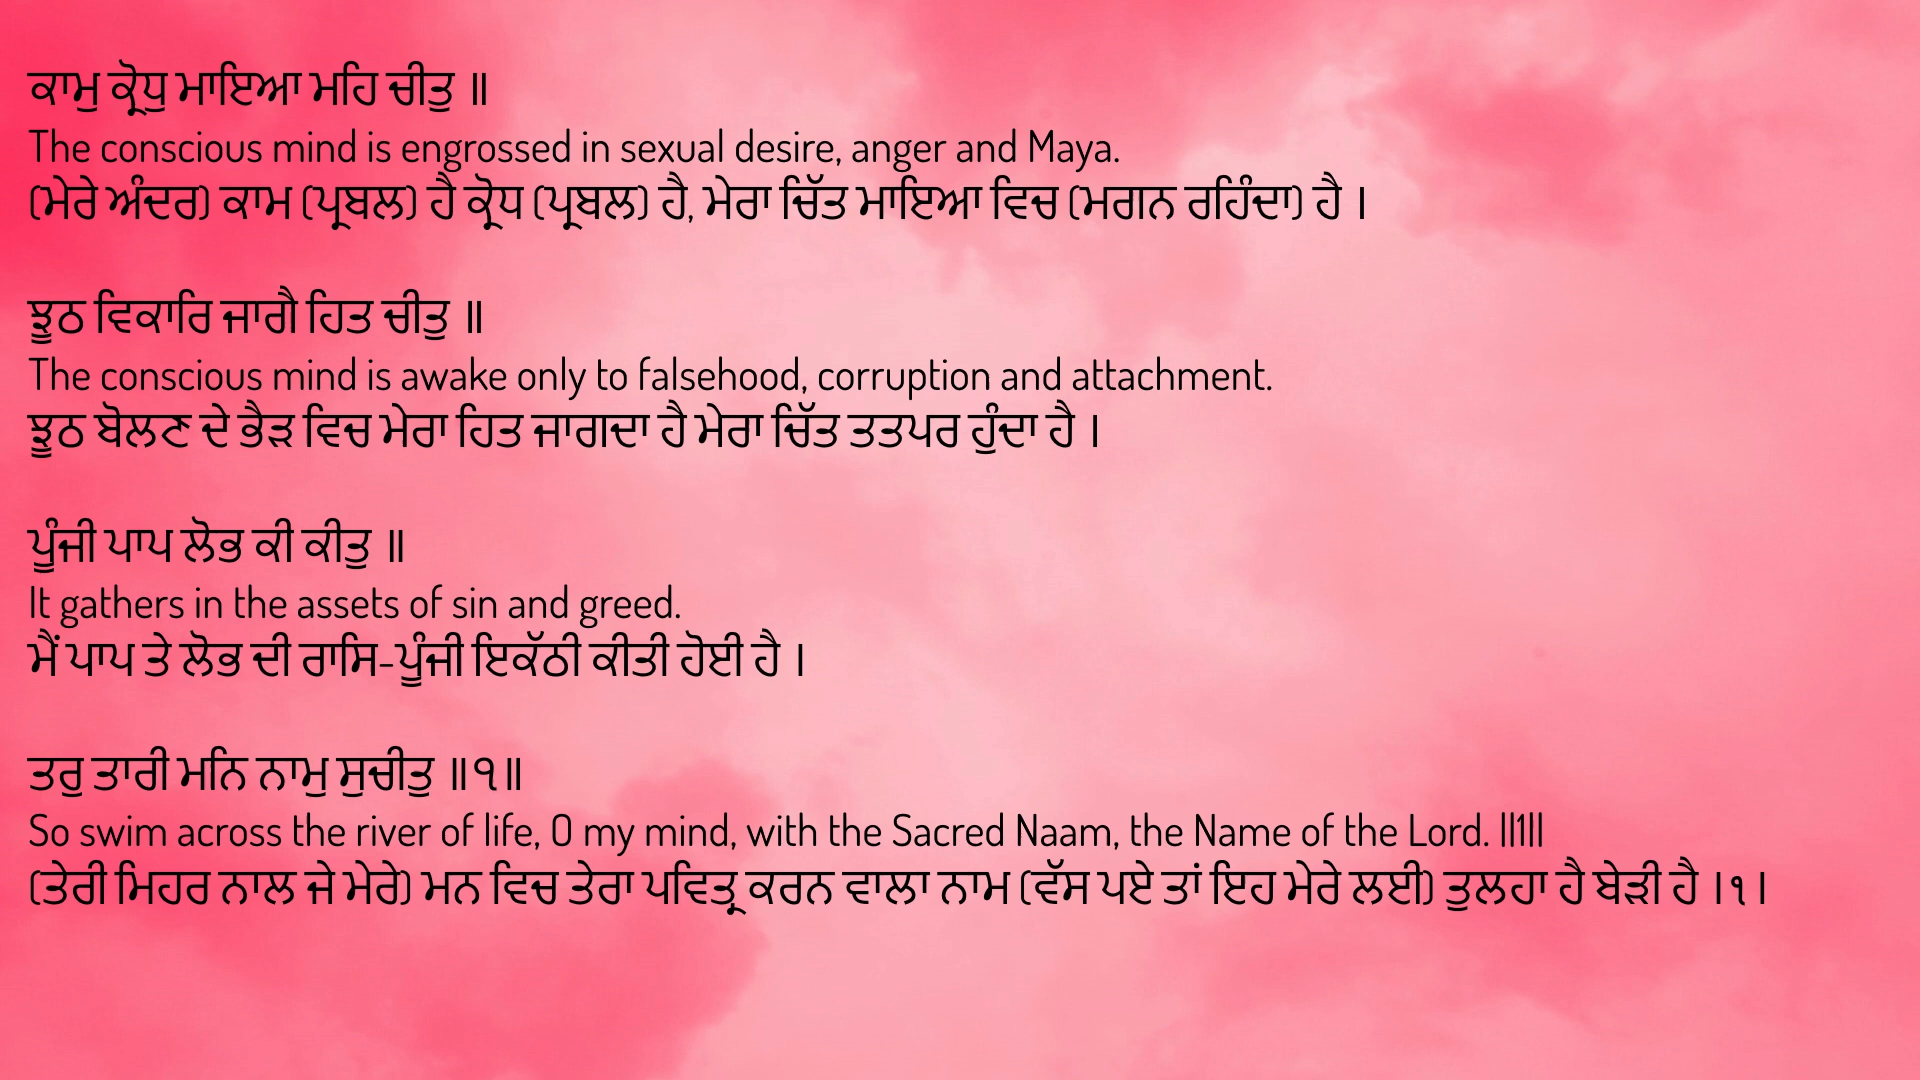 ਕਾਮੁ ਕ੍ਰੋਧੁ ਮਾਇਆ ਮਹਿ ਚੀਤੁ ॥
The conscious mind is engrossed in sexual desire, anger and Maya.
(ਮੇਰੇ ਅੰਦਰ) ਕਾਮ (ਪ੍ਰਬਲ) ਹੈ ਕ੍ਰੋਧ (ਪ੍ਰਬਲ) ਹੈ, ਮੇਰਾ ਚਿੱਤ ਮਾਇਆ ਵਿਚ (ਮਗਨ ਰਹਿੰਦਾ) ਹੈ ।
ਝੂਠ ਵਿਕਾਰਿ ਜਾਗੈ ਹਿਤ ਚੀਤੁ ॥
The conscious mind is awake only to falsehood, corruption and attachment.
ਝੂਠ ਬੋਲਣ ਦੇ ਭੈੜ ਵਿਚ ਮੇਰਾ ਹਿਤ ਜਾਗਦਾ ਹੈ ਮੇਰਾ ਚਿੱਤ ਤਤਪਰ ਹੁੰਦਾ ਹੈ ।
ਪੂੰਜੀ ਪਾਪ ਲੋਭ ਕੀ ਕੀਤੁ ॥
It gathers in the assets of sin and greed.
ਮੈਂ ਪਾਪ ਤੇ ਲੋਭ ਦੀ ਰਾਸਿ-ਪੂੰਜੀ ਇਕੱਠੀ ਕੀਤੀ ਹੋਈ ਹੈ ।
ਤਰੁ ਤਾਰੀ ਮਨਿ ਨਾਮੁ ਸੁਚੀਤੁ ॥੧॥
So swim across the river of life, O my mind, with the Sacred Naam, the Name of the Lord. ||1||
(ਤੇਰੀ ਮਿਹਰ ਨਾਲ ਜੇ ਮੇਰੇ) ਮਨ ਵਿਚ ਤੇਰਾ ਪਵਿਤ੍ਰ ਕਰਨ ਵਾਲਾ ਨਾਮ (ਵੱਸ ਪਏ ਤਾਂ ਇਹ ਮੇਰੇ ਲਈ) ਤੁਲਹਾ ਹੈ ਬੇੜੀ ਹੈ ।੧।